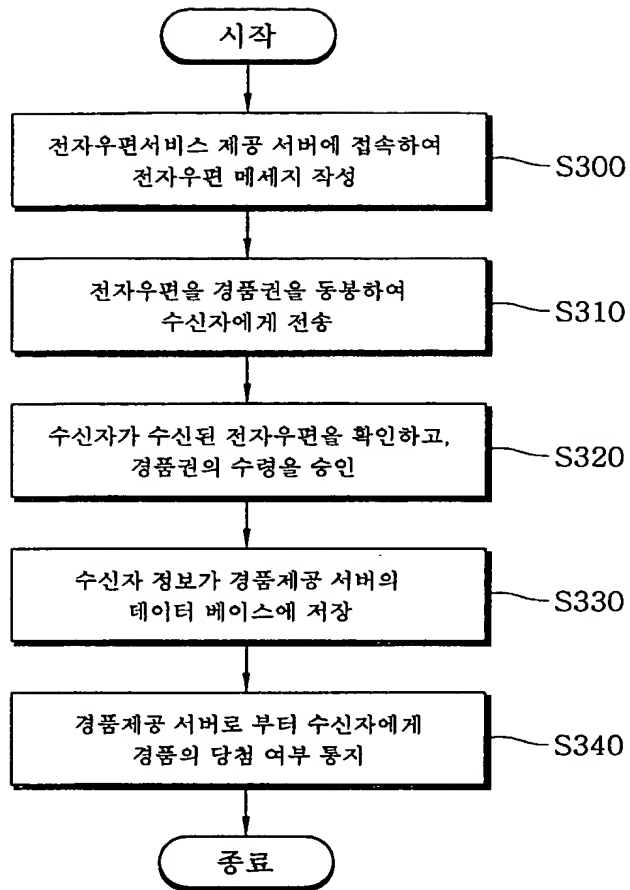 시작
전자우편서비스 제공 서버에 접속하여
전자우편 메세지 작성
S300
전자우편을 경품권을 동봉하여
수신자에게 전송
S310
수신자가 수신된 전자우편을 확인하고,
경품권의 수령을 승인
S320
수신자 정보가 경품제공 서버의
데이터 베이스에 저장
S330
경품제공 서버로 부터 수신자에게
경품의 당첨 여부 통지
S340
종료